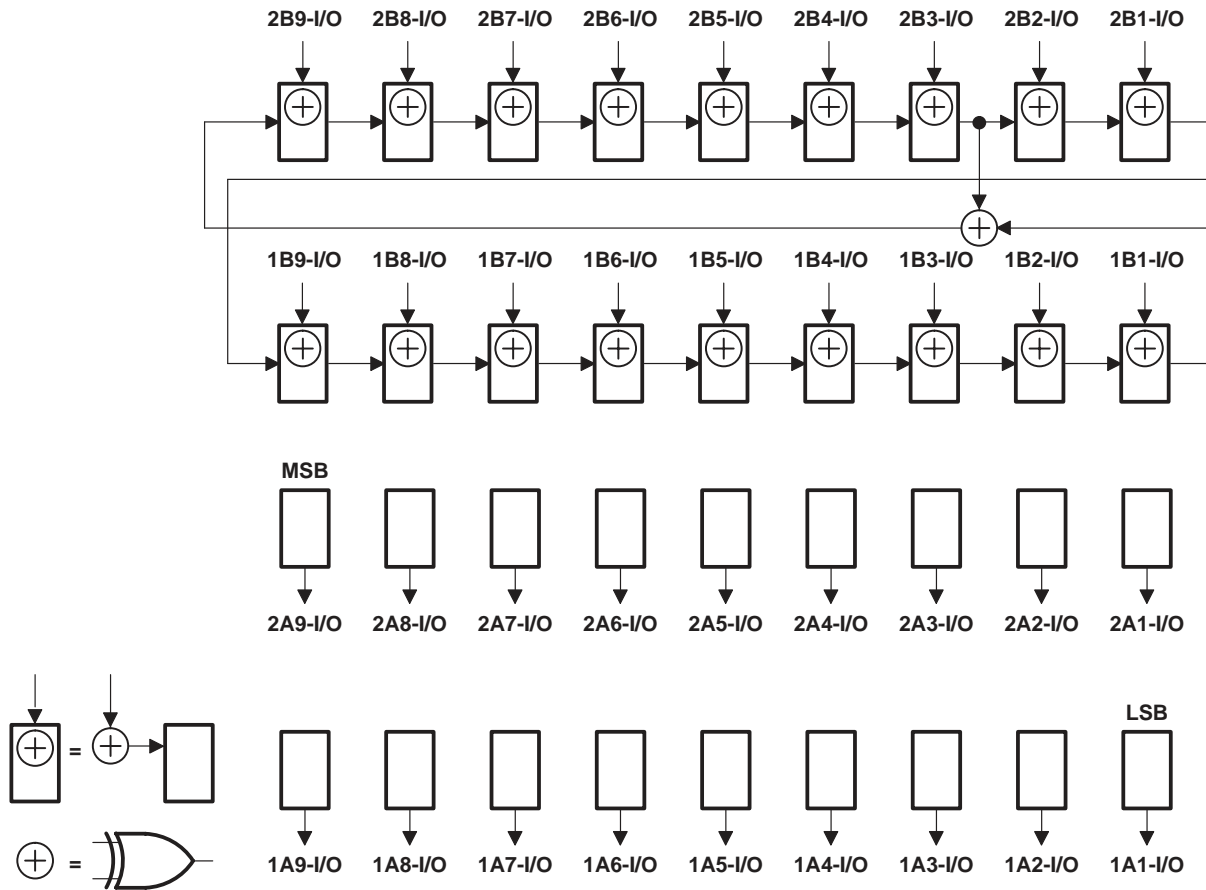 2B9-I/O 2B8-I/O 2B7-I/O 2B6-I/O 2B5-I/O 2B4-I/O 2B3-I/O 2B2-I/O 2B1-I/O
1B9-I/O 1B8-I/O 1B7-I/O 1B6-I/O 1B5-I/O 1B4-I/O 1B3-I/O 1B2-I/O 1B1-I/O
MSB
2A9-I/O 2A8-I/O 2A7-I/O 2A6-I/O 2A5-I/O 2A4-I/O 2A3-I/O 2A2-I/O 2A1-I/O
LSB
=
=
1A9-I/O 1A8-I/O 1A7-I/O 1A6-I/O 1A5-I/O 1A4-I/O 1A3-I/O 1A2-I/O 1A1-I/O